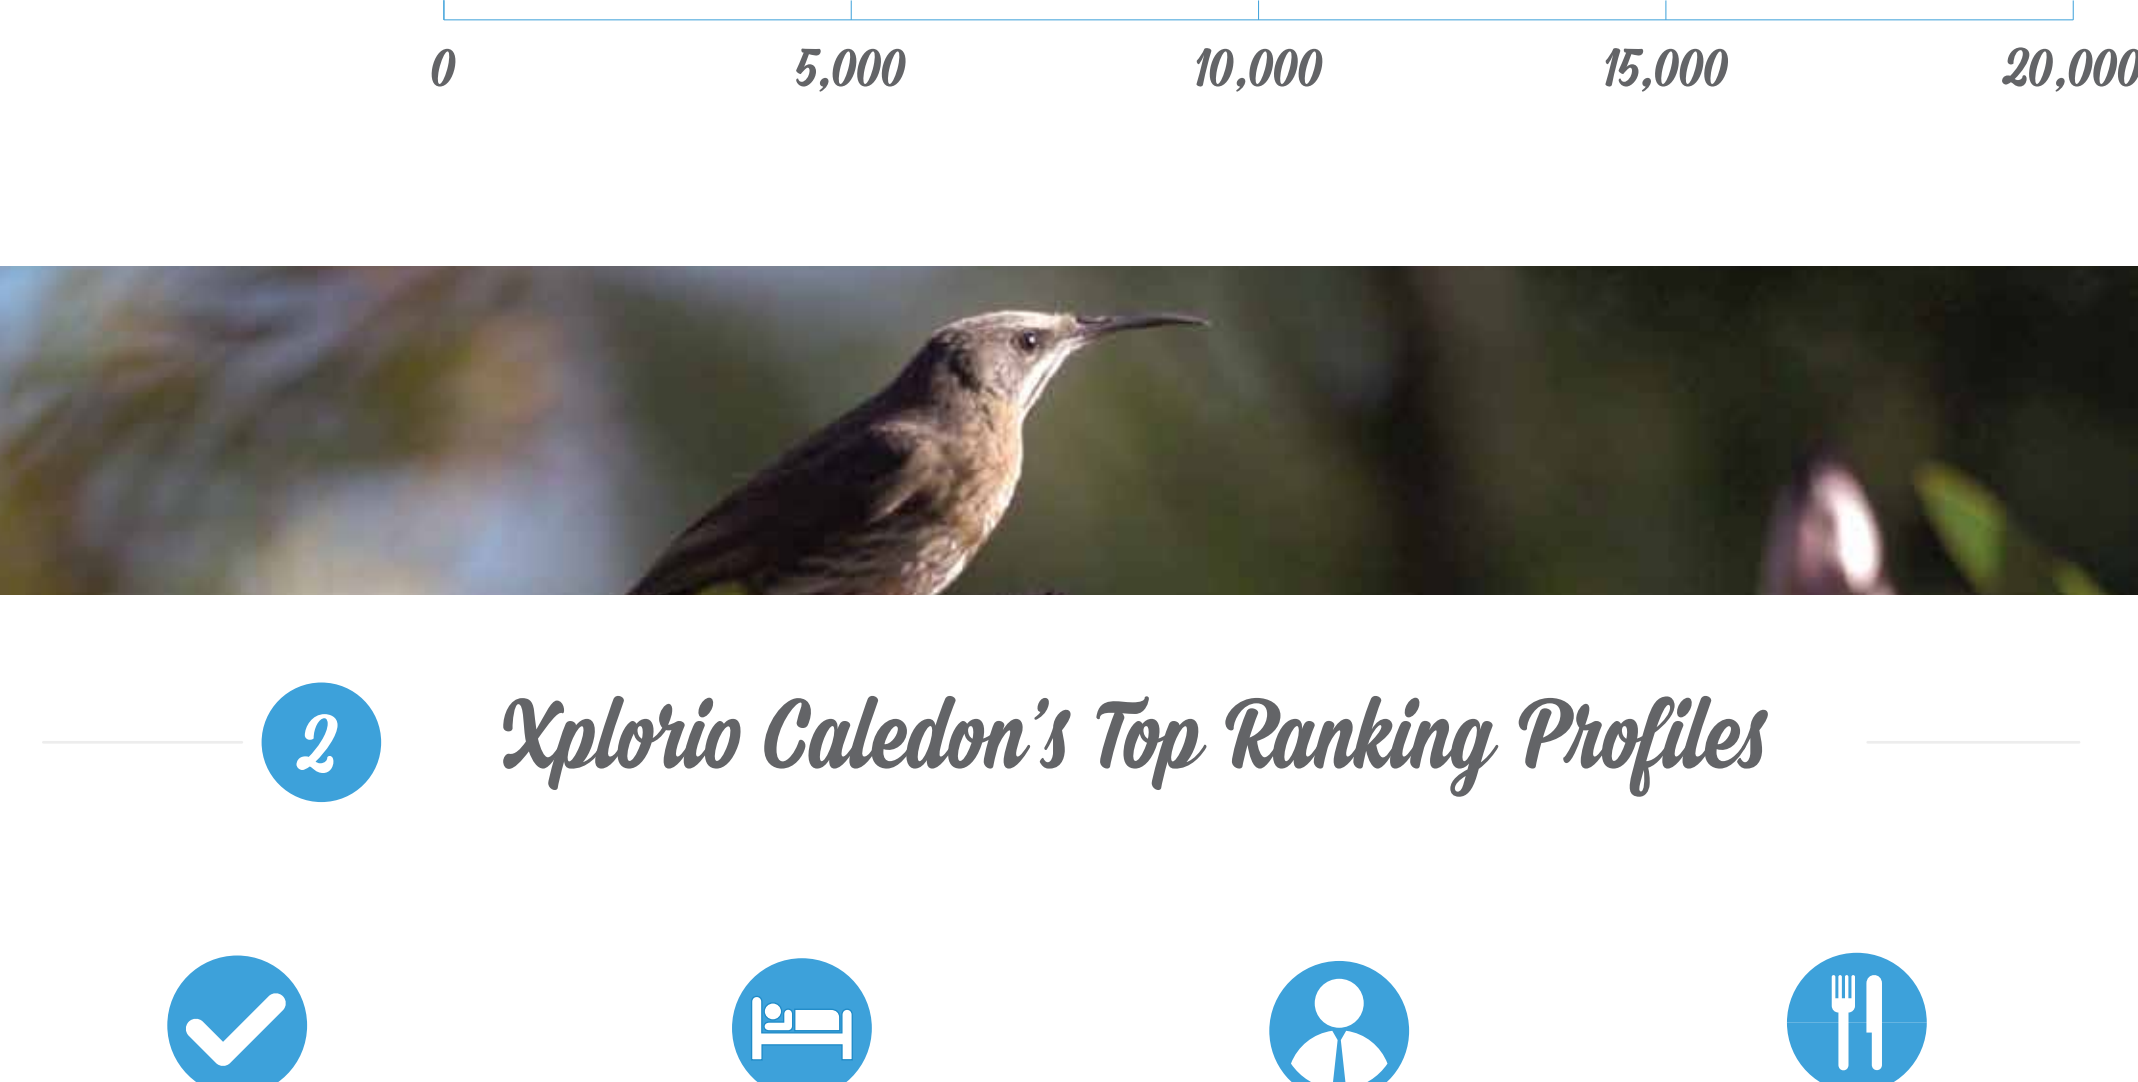 0 5,000 10,000 15,000 20,000
2 Xplorio Caledon's Top Ranking Profiles